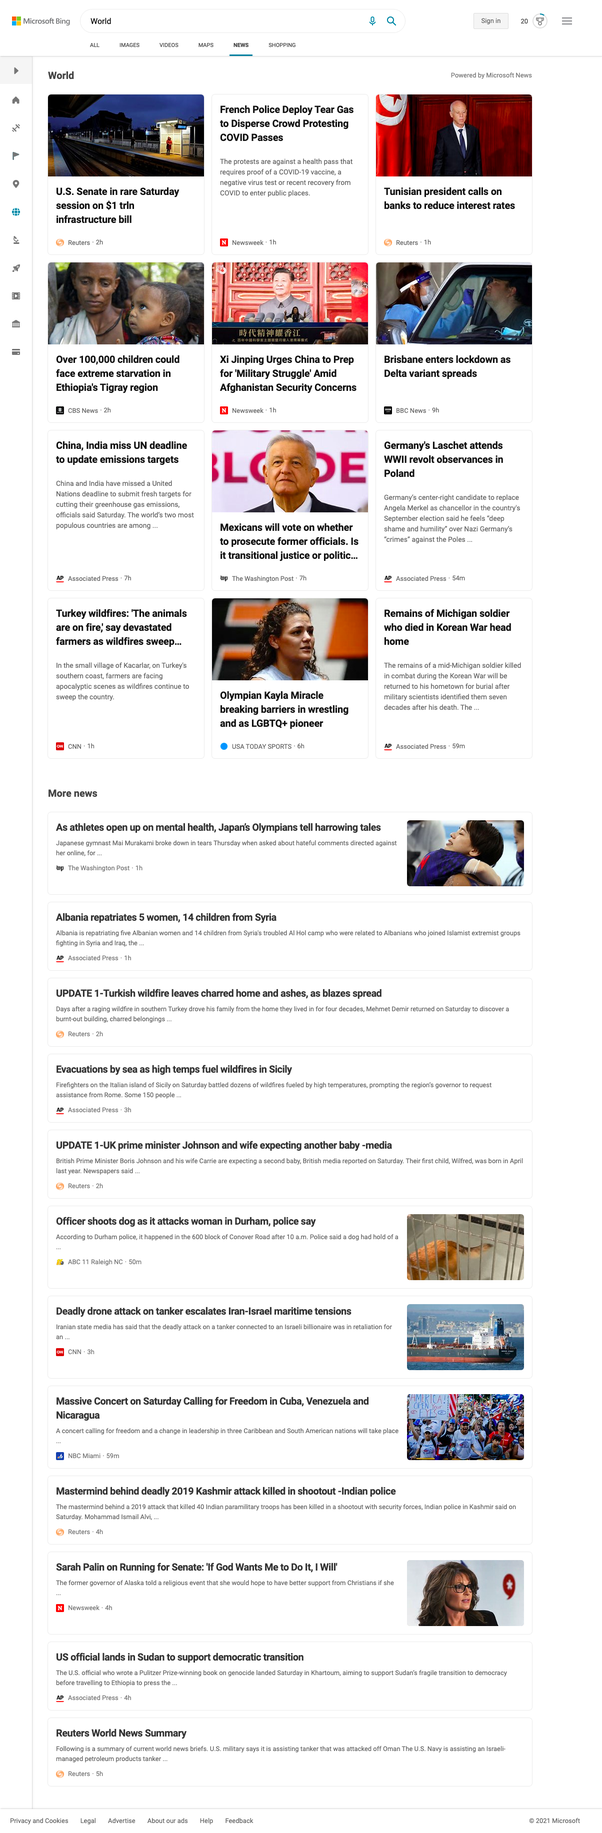 Microsoft Bing
World
Sign in
20
ALL
IMAGES
VIDEOS
MAPS
NEWS
SHOPPING
World
Powered by Microsoft News
U.S. Senate in rare Saturday
session on $1 trln
infrastructure bill
Reuters · 2h
French Police Deploy Tear Gas
to Disperse Crowd Protesting
COVID Passes
The protests are against a health pass that
requires proof of a COVID-19 vaccine, a
negative virus test or recent recovery from
COVID to enter public places.
Newsweek · 1h
Tunisian president calls on
banks to reduce interest rates
Reuters · 1h
Over 100,000 children could
face extreme starvation in
Ethiopia's Tigray region
CBS News · 2h
時代精神耀香江
Xi Jinping Urges China to Prep
for 'Military Struggle' Amid
Afghanistan Security Concerns
Newsweek · 1h
Brisbane enters lockdown as
Delta variant spreads
BBC News · 9h
China, India miss UN deadline
to update emissions targets
China and India have missed a United
Nations deadline to submit fresh targets for
cutting their greenhouse gas emissions,
officials said Saturday. The world's two most
populous countries are among ...
AP Associated Press · 7h
Mexicans will vote on whether
to prosecute former officials. Is
it transitional justice or politic...
wp The Washington Post · 7h
Germany's Laschet attends
WWII revolt observances in
Poland
Germany's center-right candidate to replace
Angela Merkel as chancellor in the country's
September election said he feels "deep
shame and humility" over Nazi Germany's
"crimes" against the Poles ...
AP Associated Press · 54m
Turkey wildfires: 'The animals
are on fire,' say devastated
farmers as wildfires sweep...
In the small village of Kacarlar, on Turkey's
southern coast, farmers are facing
apocalyptic scenes as wildfires continue to
sweep the country.
CNN · 1h
Olympian Kayla Miracle
breaking barriers in wrestling
and as LGBTQ+ pioneer
USA TODAY SPORTS · 6h
Remains of Michigan soldier
who died in Korean War head
home
The remains of a mid-Michigan soldier killed
in combat during the Korean War will be
returned to his hometown for burial after
military scientists identified them seven
decades after his death. The ...
AP Associated Press · 59m
More news
As athletes open up on mental health, Japan's Olympians tell harrowing tales
Japanese gymnast Mai Murakami broke down in tears Thursday when asked about hateful comments directed against
her online, for ...
wp The Washington Post · 1h
Albania repatriates 5 women, 14 children from Syria
Albania is repatriating five Albanian women and 14 children from Syria's troubled Al Hol camp who were related to Albanians who joined Islamist extremist groups
fighting in Syria and Iraq, the ...
AP Associated Press · 1h
UPDATE 1-Turkish wildfire leaves charred home and ashes, as blazes spread
Days after a raging wildfire in southern Turkey drove his family from the home they lived in for four decades, Mehmet Demir returned on Saturday to discover a
burnt-out building, charred belongings ...
Reuters · 2h
Evacuations by sea as high temps fuel wildfires in Sicily
Firefighters on the Italian island of Sicily on Saturday battled dozens of wildfires fueled by high temperatures, prompting the region's governor to request
assistance from Rome. Some 150 people ...
AP Associated Press · 3h
UPDATE 1-UK prime minister Johnson and wife expecting another baby -media
British Prime Minister Boris Johnson and his wife Carrie are expecting a second baby, British media reported on Saturday. Their first child, Wilfred, was born in April
last year. Newspapers said ...
Reuters · 2h
Officer shoots dog as it attacks woman in Durham, police say
According to Durham police, it happened in the 600 block of Conover Road after 10 a.m. Police said a dog had hold of a
...
ABC 11 Raleigh NC · 50m
Deadly drone attack on tanker escalates Iran-Israel maritime tensions
Iranian state media has said that the deadly attack on a tanker connected to an Israeli billionaire was in retaliation for
an ...
CNN · 3h
Massive Concert on Saturday Calling for Freedom in Cuba, Venezuela and
Nicaragua
A concert calling for freedom and a change in leadership in three Caribbean and South American nations will take place
...
NBC Miami · 59m
Mastermind behind deadly 2019 Kashmir attack killed in shootout -Indian police
The mastermind behind a 2019 attack that killed 40 Indian paramilitary troops has been killed in a shootout with security forces, Indian police in Kashmir said on
Saturday. Mohammad Ismail Alvi, ...
Reuters · 4h
Sarah Palin on Running for Senate: 'If God Wants Me to Do It, I Will'
The former governor of Alaska told a religious event that she would hope to have better support from Christians if she
...
Newsweek · 4h
US official lands in Sudan to support democratic transition
The U.S. official who wrote a Pulitzer Prize-winning book on genocide landed Saturday in Khartoum, aiming to support Sudan's fragile transition to democracy
before travelling to Ethiopia to press the ...
AP Associated Press · 4h
Reuters World News Summary
Following is a summary of current world news briefs. U.S. military says it is assisting tanker that was attacked off Oman The U.S. Navy is assisting an Israeli-
managed petroleum products tanker ...
Reuters · 5h
Privacy and Cookies
Legal
Advertise
About our ads
Help
Feedback
© 2021 Microsoft